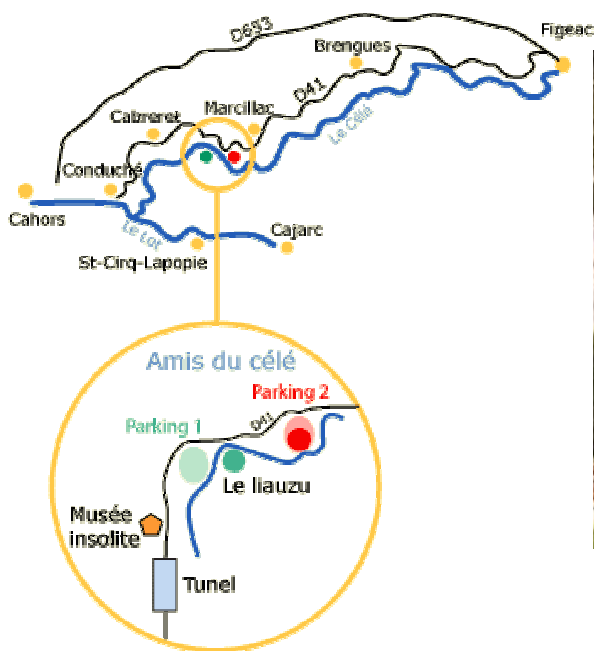 D653
Figeac
Brengues
D41
Marcillac
Cabreret
Le Célé
Conduché
Cahors
Le Lot
Cajarc
St-Cirq-Lapopie
Amis du célé
Parking 2
D41
Parking 1
Le liauzu
Musée
insolite
Tunel